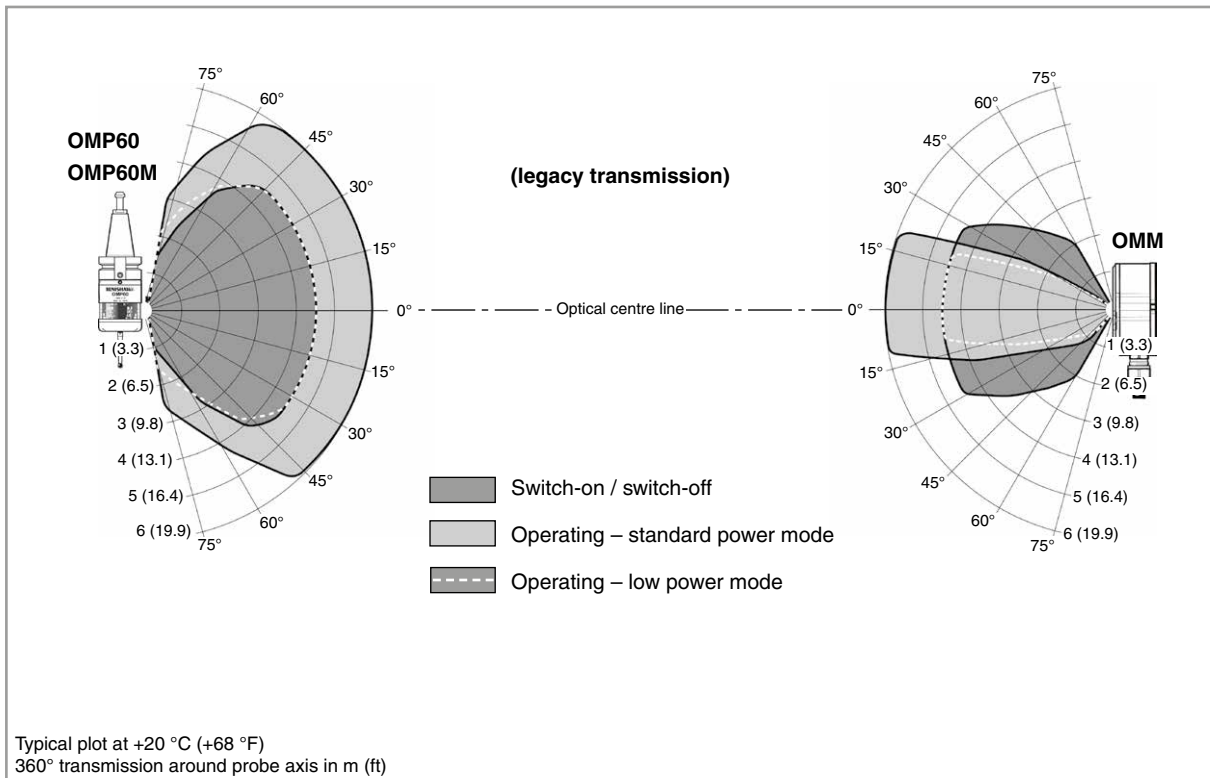 75°
60°
45°
30°
15°
0°
15°
30°
45°
60°
75°
OMP60
OMP60M
RENISHAW
OMP60
1 (3.3)
2 (6.5)
3 (9.8)
4 (13.1)
5 (16.4)
6 (19.9)
(legacy transmission)
Optical centre line
75°
60°
45°
30°
15°
0°
15°
30°
45°
60°
75°
OMM
1 (3.3)
2 (6.5)
3 (9.8)
4 (13.1)
5 (16.4)
6 (19.9)
Switch-on / switch-off
Operating – standard power mode
Operating – low power mode
Typical plot at +20 °C (+68 °F)
360° transmission around probe axis in m (ft)